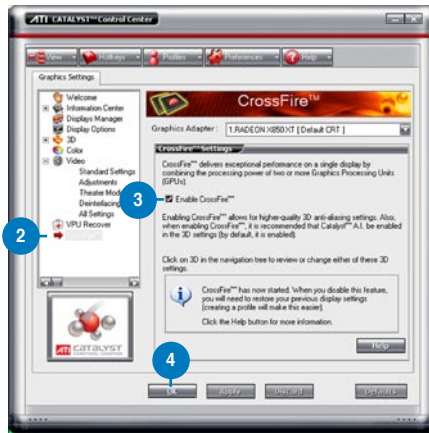 ATI CATALYST™ Control Center
View Hotkeys Profiles Preferences Help
Graphics Settings
Welcome
Information Center
Displays Manager
Display Options
3D
Color
Video
Standard Settings
Adjustments
Theater Mode
Deinterlacing
All Settings
VPU Recover
2
ATI CATALYST
CONTROL CENTER
CrossFire™
Graphics Adapter: 1.RADEON X850 XT [ Default CRT ]
CrossFire™ Settings
CrossFire™ delivers exceptional performance on a single display by
combining the processing power of two or more Graphics Processing Units
(GPUs).
3
Enable CrossFire™
Enabling CrossFire™ allows for higher-quality 3D anti-aliasing settings. Also,
when enabling CrossFire™, it is recommended that Catalyst™ A.I. be enabled
in the 3D settings (by default, it is enabled).
Click on 3D in the navigation tree to review or change either of these 3D
settings.
CrossFire™ has now started. When you disable this feature,
you will need to restore your previous display settings
(creating a profile will make this easier).
Click the Help button for more information.
Help
4
OK Apply Discard Defaults